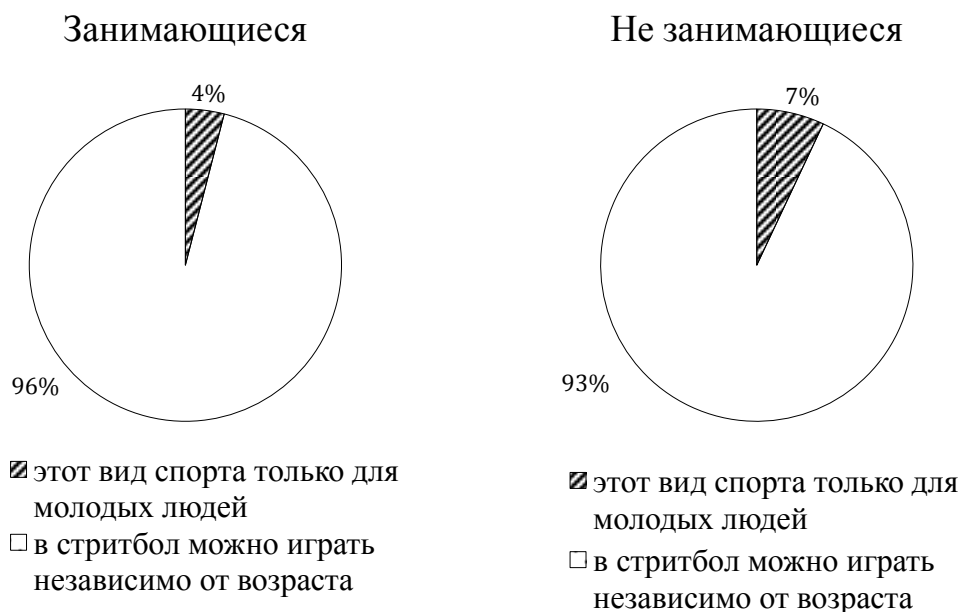 Занимающиеся
4%
96%
этот вид спорта только для
молодых людей
в стритбол можно играть
независимо от возраста
Не занимающиеся
7%
93%
этот вид спорта только для
молодых людей
в стритбол можно играть
независимо от возраста